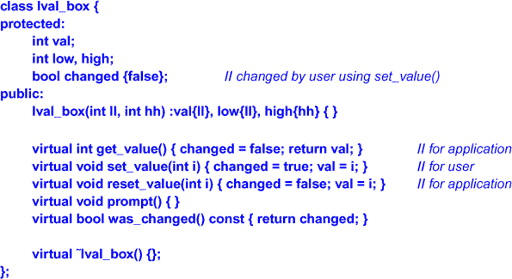 class lval_box {
protected:
int val;
int low, high;
bool changed {false}; // changed by user using set_value()
public:
lval_box(int ll, int hh) :val{ll}, low{ll}, high{hh} { }
virtual int get_value() { changed = false; return val; } // for application
virtual void set_value(int i) { changed = true; val = i; } // for user
virtual void reset_value(int i) { changed = false; val = i; } // for application
virtual void prompt() { }
virtual bool was_changed() const { return changed; }
virtual ~lval_box() {};
};